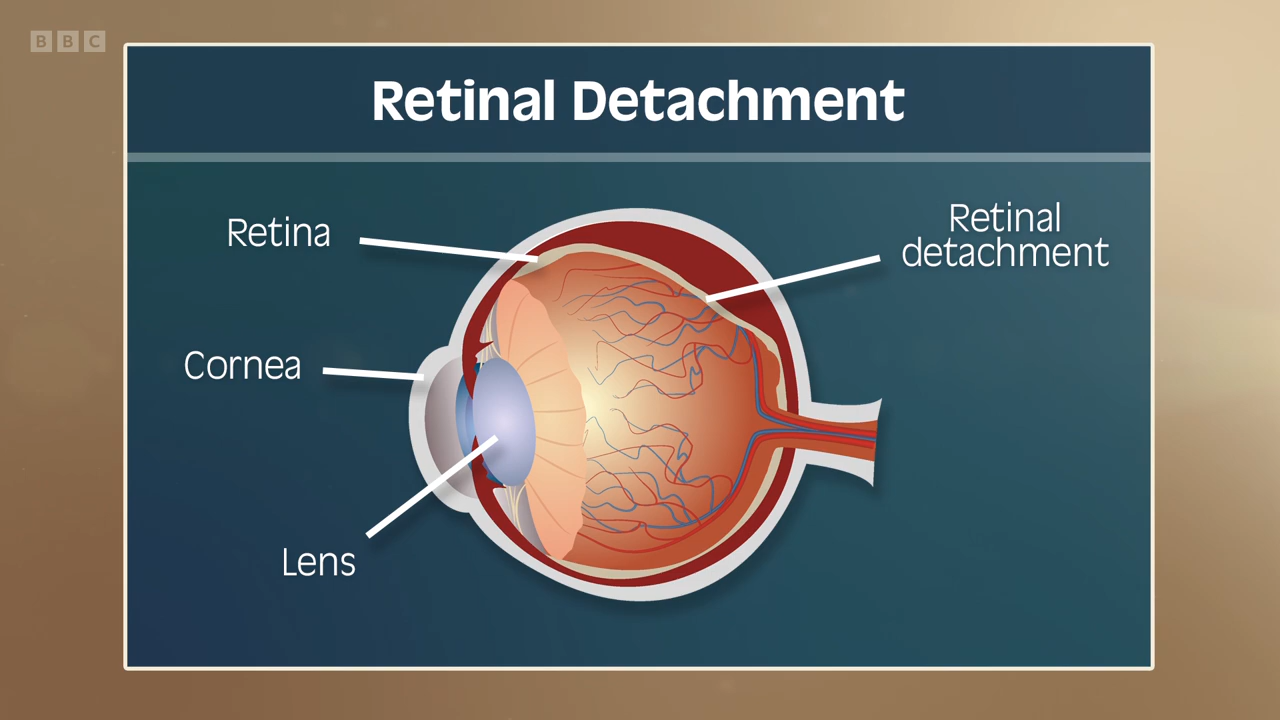 BBC
Retinal Detachment
Retina
Retinal
detachment
Cornea
Lens